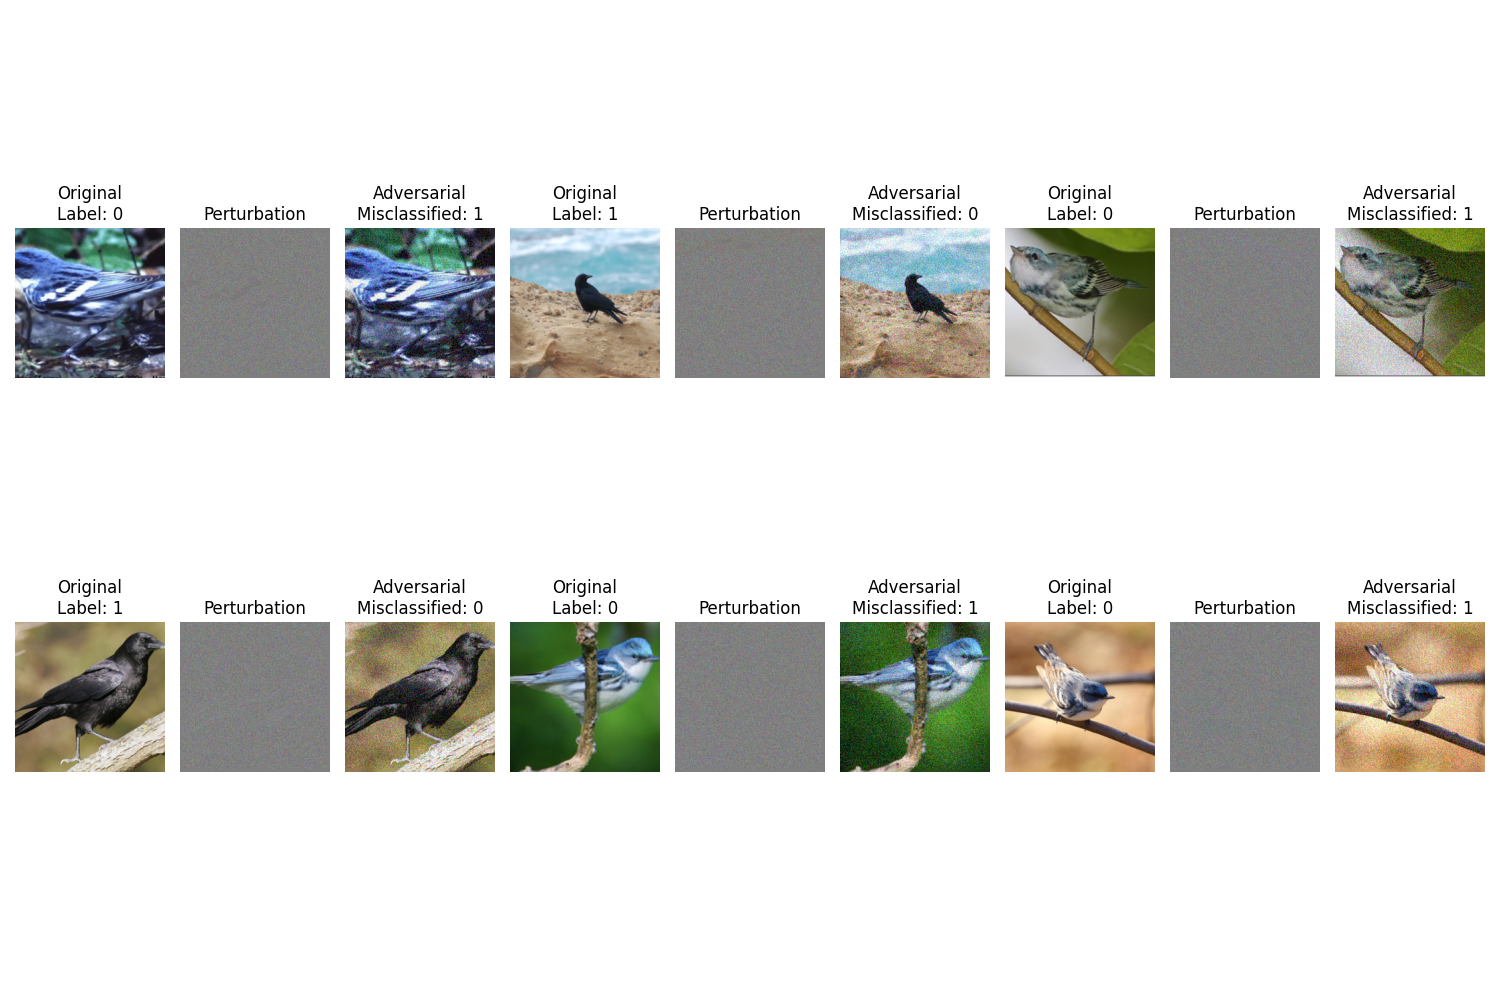 Original
Label: 0
Perturbation
Adversarial
Misclassified: 1
Original
Label: 1
Perturbation
Adversarial
Misclassified: 0
Original
Label: 0
Perturbation
Adversarial
Misclassified: 1
Original
Label: 1
Perturbation
Adversarial
Misclassified: 0
Original
Label: 0
Perturbation
Adversarial
Misclassified: 1
Original
Label: 0
Perturbation
Adversarial
Misclassified: 1